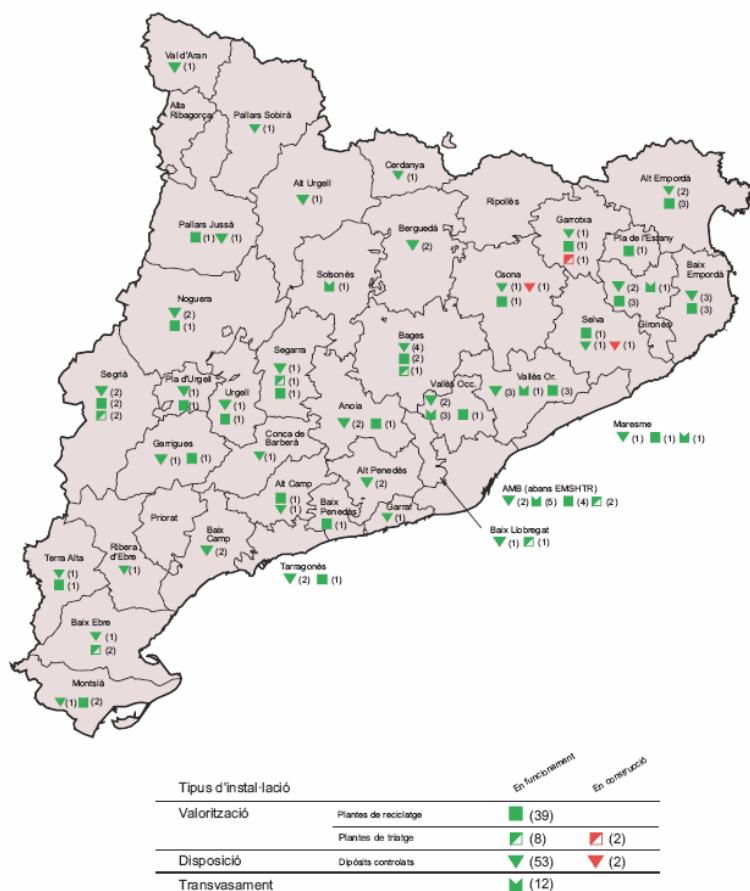 Val d'Aran
(1)
Alta
Ribagorça
Pallars Sobirà
(1)
Cerdanya
(1)
Alt Urgell
(1)
Ripollès
Alt Empordà
(2)
(3)
Pallars Jussà
(1) (1)
Berguedà
(2)
Garrotxa
(1)
(1)
(1)
Pla de l'Estany
(1)
Solsonès
(1)
Osona
(1) (1)
(1)
Baix
Empordà
(3)
(3)
(2) (1)
(3)
Gironès
Noguera
(2)
(1)
Selva
(1)
(1) (1)
Bages
(4)
(2)
(1)
Segarra
(1)
(1)
(1)
Segrià
(2)
(2)
(2)
Pla d'Urgell
(1)
(1)
Urgell
(1)
(1)
Vallès Or.
(3) (1) (3)
Vallès Occ.
(2)
(3) (1)
Anoia
(2) (1)
Maresme
(1) (1) (1)
Garrigues
(1) (1)
Conca de
Barberà
(1)
Alt Penedès
(2)
Alt Camp
(1)
(1)
AMB (abans EMSHTR)
(2) (5) (4) (2)
Baix
Penedès
(1)
Garraf
(1)
Baix Llobregat
(1) (1)
Priorat
Baix
Camp
(2)
Ribera
d'Ebre
(1)
Terra Alta
(1)
(1)
Tarragonès
(2) (1)
Baix Ebre
(1)
(2)
Montsià
(1) (2)
Tipus d'instal·lació En funcionament En construcció
Valorització Plantes de reciclatge (39)
Plantes de triatge (8) (2)
Disposició Dipòsits controlats (53) (2)
Transvasament (12)